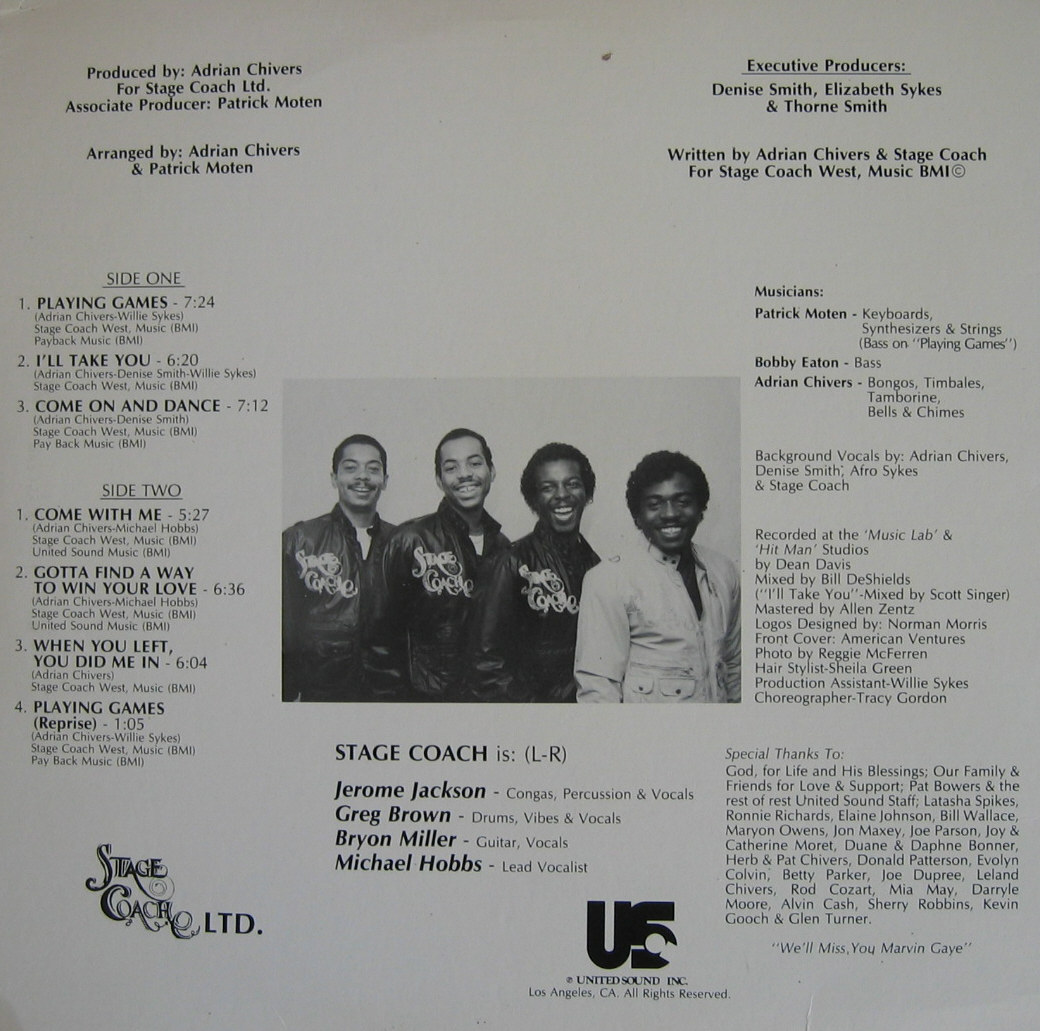 Produced by: Adrian Chivers
For Stage Coach Ltd.
Associate Producer: Patrick Moten
Arranged by: Adrian Chivers
& Patrick Moten
Executive Producers:
Denise Smith, Elizabeth Sykes
& Thorne Smith
Written by Adrian Chivers & Stage Coach
For Stage Coach West, Music BMI©
SIDE ONE
1. PLAYING GAMES - 7:24
(Adrian Chivers-Willie Sykes)
Stage Coach West, Music (BMI)
Payback Music (BMI)
2. I'LL TAKE YOU - 6:20
(Adrian Chivers-Denise Smith-Willie Sykes)
Stage Coach West, Music (BMI)
3. COME ON AND DANCE - 7:12
(Adrian Chivers-Denise Smith)
Stage Coach West, Music (BMI)
Pay Back Music (BMI)
SIDE TWO
1. COME WITH ME - 5:27
(Adrian Chivers-Michael Hobbs)
Stage Coach West, Music (BMI)
United Sound Music (BMI)
2. GOTTA FIND A WAY
TO WIN YOUR LOVE - 6:36
(Adrian Chivers-Michael Hobbs)
Stage Coach West, Music (BMI)
United Sound Music (BMI)
3. WHEN YOU LEFT,
YOU DID ME IN - 6:04
(Adrian Chivers)
Stage Coach West, Music (BMI)
4. PLAYING GAMES
(Reprise) - 1:05
(Adrian Chivers-Willie Sykes)
Stage Coach West, Music (BMI)
Pay Back Music (BMI)
STAGE COACH LTD.
STAGE COACH
STAGE COACH
STAGE COACH
STAGE COACH is: (L-R)
Jerome Jackson - Congas, Percussion & Vocals
Greg Brown - Drums, Vibes & Vocals
Bryon Miller - Guitar, Vocals
Michael Hobbs - Lead Vocalist
US
℗ UNITED SOUND INC.
Los Angeles, CA. All Rights Reserved.
Musicians:
Patrick Moten - Keyboards,
Synthesizers & Strings
(Bass on "Playing Games")
Bobby Eaton - Bass
Adrian Chivers - Bongos, Timbales,
Tamborine,
Bells & Chimes
Background Vocals by: Adrian Chivers,
Denise Smith, Afro Sykes
& Stage Coach
Recorded at the 'Music Lab' &
'Hit Man' Studios
by Dean Davis
Mixed by Bill DeShields
("I'll Take You"-Mixed by Scott Singer)
Mastered by Allen Zentz
Logos Designed by: Norman Morris
Front Cover: American Ventures
Photo by Reggie McFerren
Hair Stylist-Sheila Green
Production Assistant-Willie Sykes
Choreographer-Tracy Gordon
Special Thanks To:
God, for Life and His Blessings; Our Family &
Friends for Love & Support; Pat Bowers & the
rest of rest United Sound Staff; Latasha Spikes,
Ronnie Richards, Elaine Johnson, Bill Wallace,
Maryon Owens, Jon Maxey, Joe Parson, Joy &
Catherine Moret, Duane & Daphne Bonner,
Herb & Pat Chivers, Donald Patterson, Evolyn
Colvin, Betty Parker, Joe Dupree, Leland
Chivers, Rod Cozart, Mia May, Darryle
Moore, Alvin Cash, Sherry Robbins, Kevin
Gooch & Glen Turner.
"We'll Miss You Marvin Gaye"